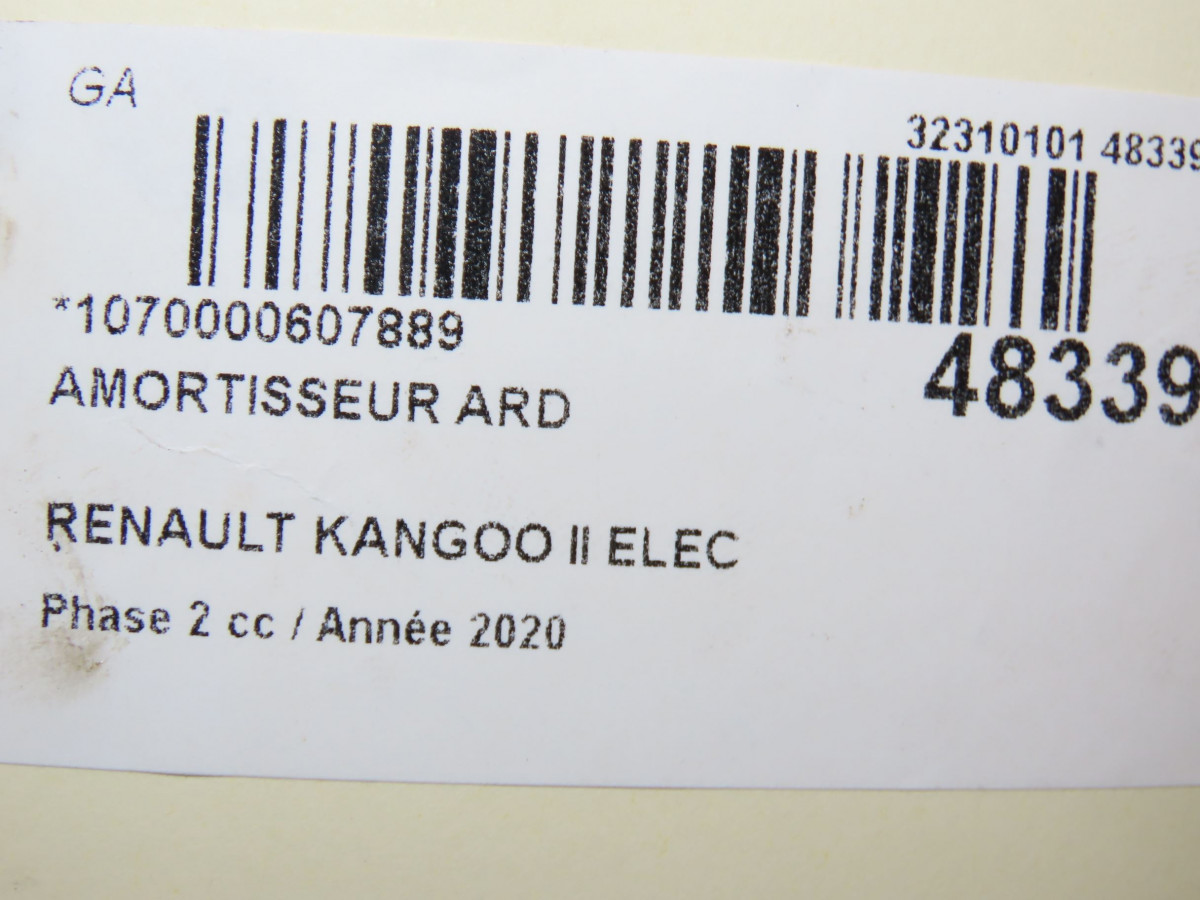 GA
32310101 48339
*1070000607889
48339
AMORTISSEUR ARD
RENAULT KANGOO II ELEC
Phase 2 cc / Année 2020